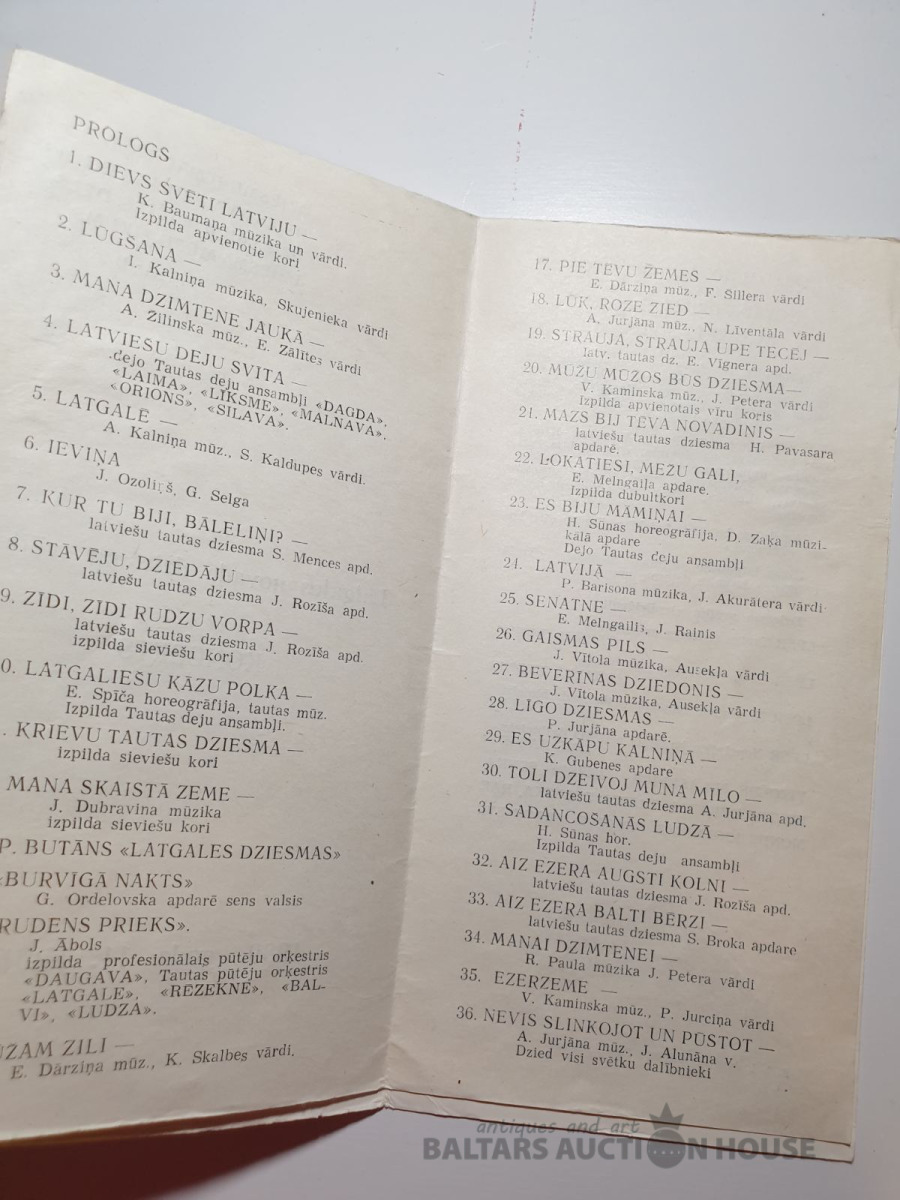 PROLOGS
1. DIEVS SVĒTI LATVIJU —
K. Baumaņa mūzika un vārdi.
Izpilda apvienotie kori
2. LŪGŠANA —
I. Kalniņa mūzika, Skujenieka vārdi
3. MANA DZIMTENE JAUKĀ —
A. Žilinska mūz., E. Zālītes vārdi
4. LATVIEŠU DEJU SVITA —
dejo Tautas deju ansambļi «DAGDA»,
«LAIMA», «LĪKSME», «MALNAVA»,
«ORIONS», «SILAVA».
5. LATGALĒ —
A. Kalniņa mūz., S. Kaldupes vārdi.
6. IEVIŅA
J. Ozoliņš, G. Selga
7. KUR TU BIJI, BĀLELIŅI? —
latviešu tautas dziesma S. Mences apd.
8. STĀVĒJU, DZIEDĀJU —
latviešu tautas dziesma J. Rozīša apd.
9. ZIDI, ZIDI RUDZU VORPA —
latviešu tautas dziesma J. Rozīša apd.
izpilda sieviešu kori
0. LATGALIEŠU KĀZU POLKA —
E. Spīča horeogrāfija, tautas mūz.
Izpilda Tautas deju ansambļi.
. KRIEVU TAUTAS DZIESMA —
izpilda sieviešu kori
MANA SKAISTĀ ZEME —
J. Dubravina mūzika
izpilda sieviešu kori
P. BUTĀNS «LATGALES DZIESMAS»
«BURVĪGĀ NAKTS»
G. Ordelovska apdarē sens valsis
RUDENS PRIEKS».
J. Ābols
izpilda profesionālais pūtēju orķestris
«DAUGAVA», Tautas pūtēju orķestris
«LATGALE», «RĒZEKNE», «BAL-
VI», «LUDZA».
ŪŽAM ZILI —
E. Dārziņa mūz., K. Skalbes vārdi.
17. PIE TĒVU ZEMES —
E. Dārziņa mūz., F. Šillera vārdi
18. LŪK, ROZE ZIED —
A. Jurjāna mūz., N. Līventāla vārdi
19. STRAUJA, STRAUJA UPE TECĒJ —
latv. tautas dz. E. Vīgnera apd.
20. MŪŽU MŪŽOS BŪS DZIESMA—
V. Kaminska mūz., J. Petera vārdi
Izpilda apvienotais vīru koris
21. MAZS BIJ TĒVA NOVADIŅIS —
latviešu tautas dziesma H. Pavasara
apdarē.
22. LOKATIESI, MEŽU GALI,
E. Melngaiļa apdare.
Izpilda dubultkori
23. ES BIJU MĀMIŅAI —
H. Sūnas horeogrāfija, D. Zaķa mūzi-
kālā apdare
Dejo Tautas deju ansambļi
24. LATVIJĀ —
P. Barisona mūzika, J. Akurātera vārdi
25. SENATNE —
E. Melngailis, J. Rainis
26. GAISMAS PILS —
J. Vītola mūzika, Ausekļa vārdi
27. BEVERĪNAS DZIEDONIS —
J. Vītola mūzika, Ausekļa vārdi
28. LĪGO DZIESMAS —
P. Jurjāna apdarē.
29. ES UZKĀPU KALNIŅĀ —
K. Gubenes apdare
30. TOLI DZEIVOJ MUNA MILO —
latviešu tautas dziesma A. Jurjāna apd.
31. SADANCOŠANĀS LUDZĀ —
H. Sūnas hor.
Izpilda Tautas deju ansambļi
32. AIZ EZERA AUGSTI KOLNI —
latviešu tautas dziesma J. Rozīša apd.
33. AIZ EZERA BALTI BĒRZI —
latviešu tautas dziesma S. Broka apdare
34. MANAI DZIMTENEI —
R. Paula mūzika J. Petera vārdi
35. EZERZEME —
V. Kaminska mūz., P. Jurciņa vārdi
36. NEVIS SLINKOJOT UN PŪSTOT —
A. Jurjāna mūz., J. Alunāna v.
Dzied visi svētku dalībnieki
antiques and art
BALTARS AUCTION HOUSE